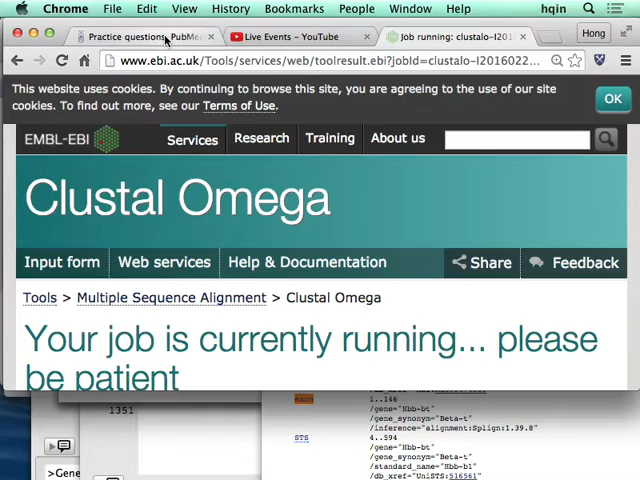 Chrome File Edit View History Bookmarks People Window hqin
Practice questions, PubMe Live Events - YouTube Job running: clustalo-I201 Hong
www.ebi.ac.uk/Tools/services/web/toolresult.ebi?jobId=clustalo-I2016022...
This website uses cookies. By continuing to browse this site, you are agreeing to the use of our site
cookies. To find out more, see our Terms of Use.
OK
EMBL-EBI Services Research Training About us
Clustal Omega
Input form Web services Help & Documentation Share Feedback
Tools > Multiple Sequence Alignment > Clustal Omega
Your job is currently running... please
be patient
1351
exon 1..146
/gene="Hbb-bt"
/gene_synonym="Beta-t"
/inference="alignment:Splign:1.39.8"
STS 4..594
/gene="Hbb-bt"
/gene_synonym="Beta-t"
/standard_name="Hbb-b1"
/db_xref="UniSTS:516561"
>Gene